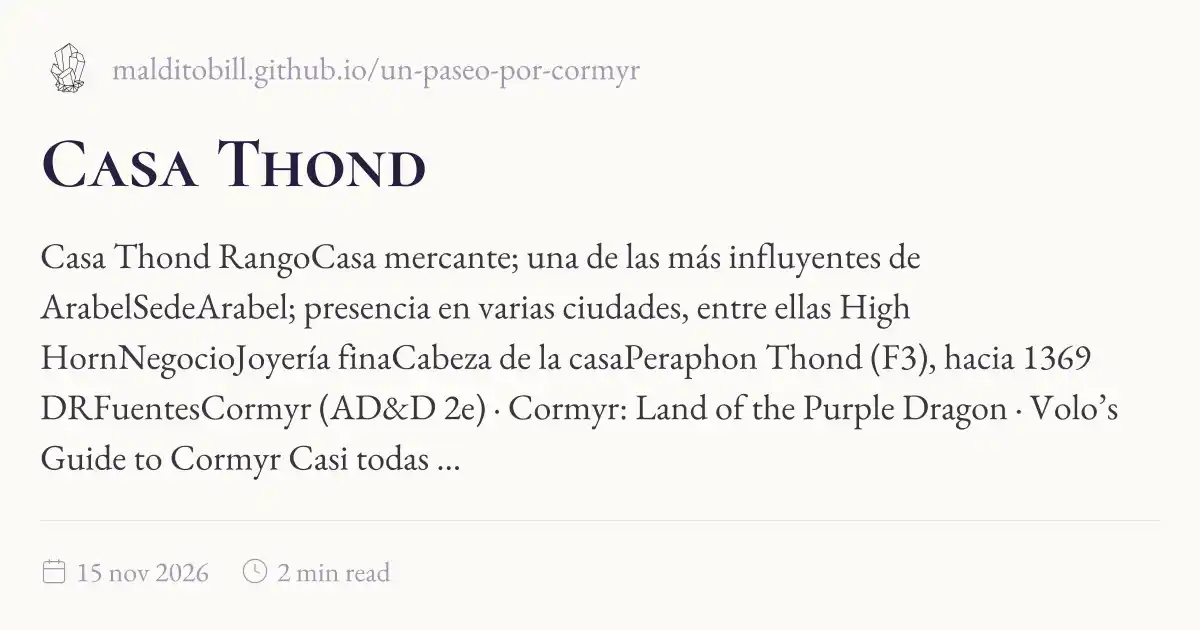 malditobill.github.io/un-paseo-por-cormyr
Casa Thond
Casa Thond RangoCasa mercante; una de las más influyentes de
ArabelSedeArabel; presencia en varias ciudades, entre ellas High
HornNegocioJoyería finaCabeza de la casaPeraphon Thond (F3), hacia 1369
DRFuentesCormyr (AD&D 2e) · Cormyr: Land of the Purple Dragon · Volo’s
Guide to Cormyr Casi todas ...
15 nov 2026 2 min read